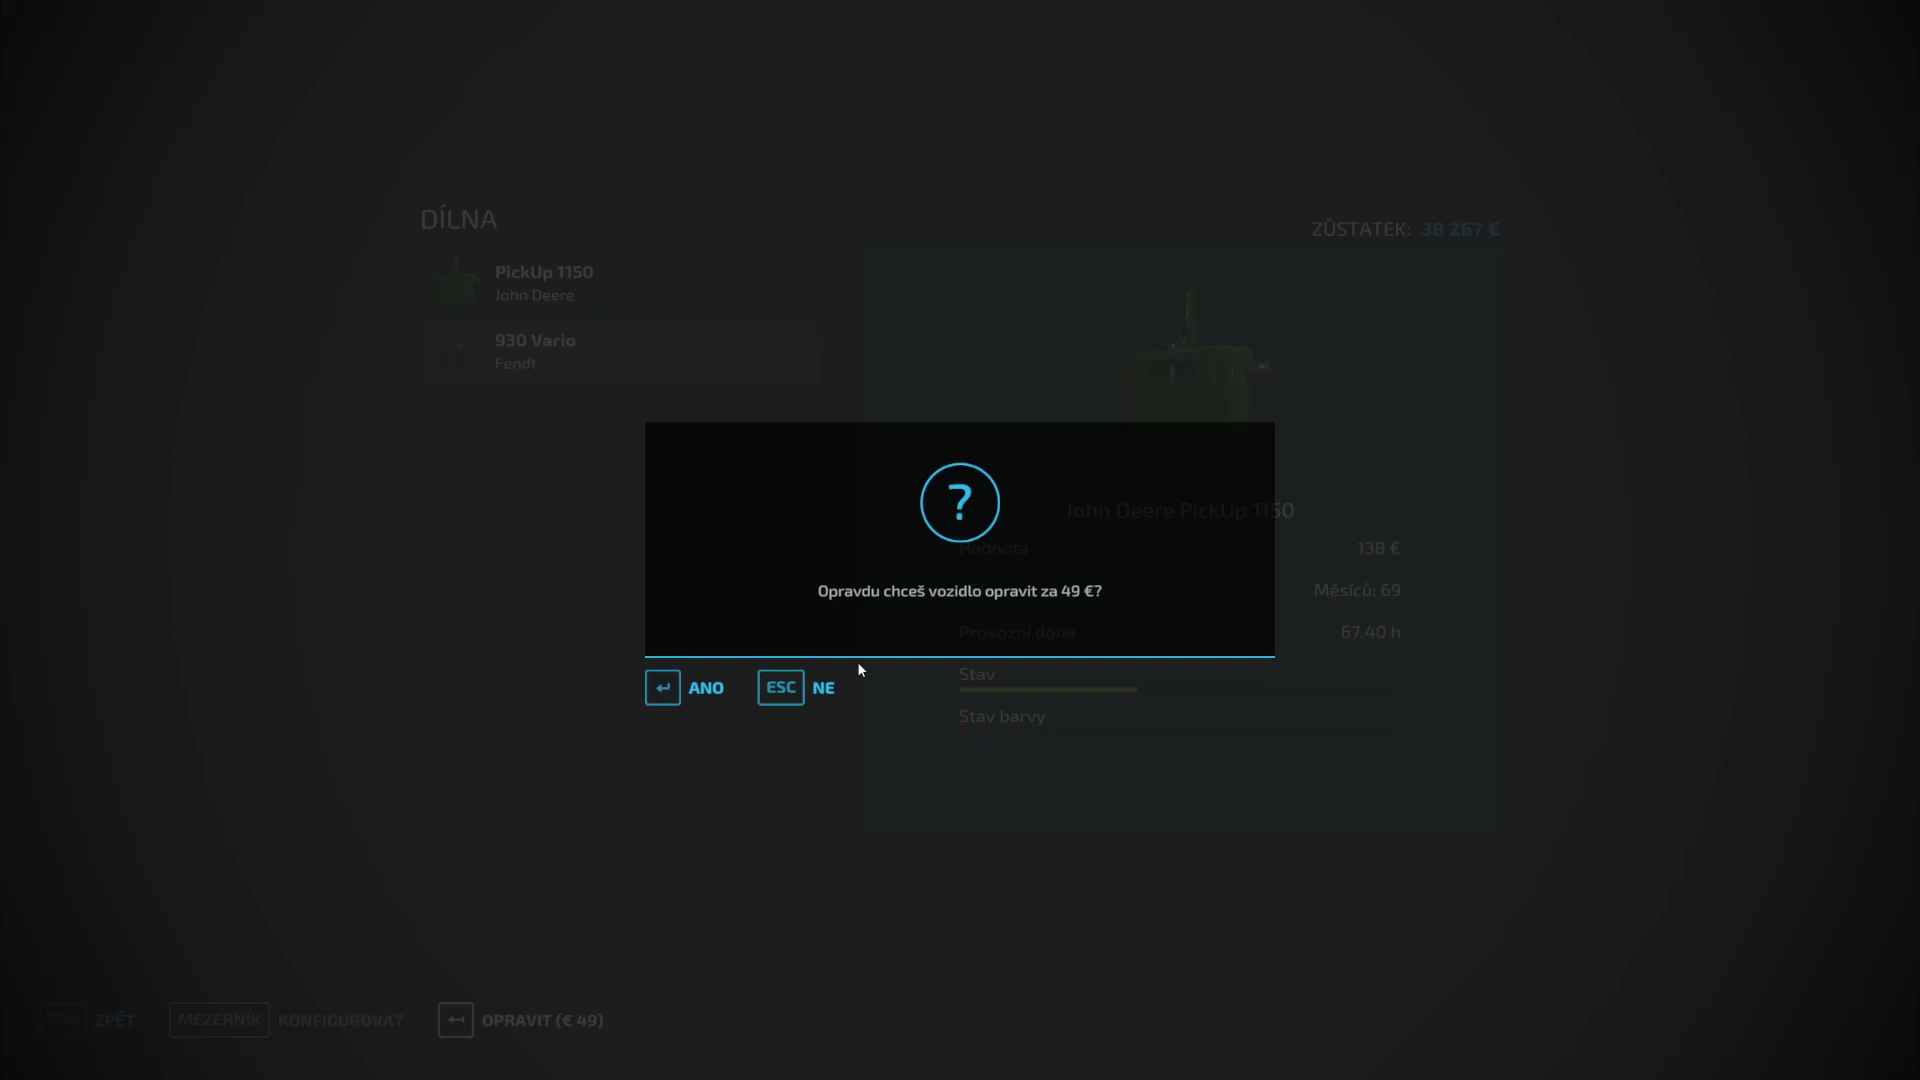 DÍLNA
ZŮSTATEK: 38 267 €
PickUp 1150
John Deere
930 Vario
Fendt
?
John Deere PickUp 1150
Hodnota 138 €
Opravdu chceš vozidlo opravit za 49 €?
Měsíců: 69
Provozní doba 67.40 h
ANO ESC NE
Stav
Stav barvy
ESC ZPĚT MEZERNÍK KONFIGUROVAT OPRAVIT (€ 49)